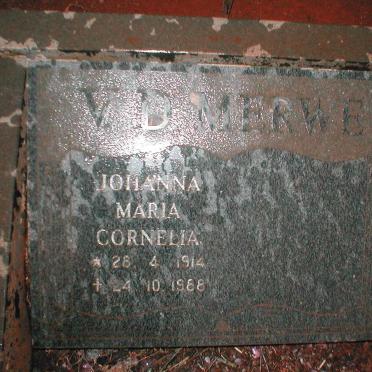 V D MERWE
JOHANNA
MARIA
CORNELIA
* 28 4 1914
† 24 10 1988